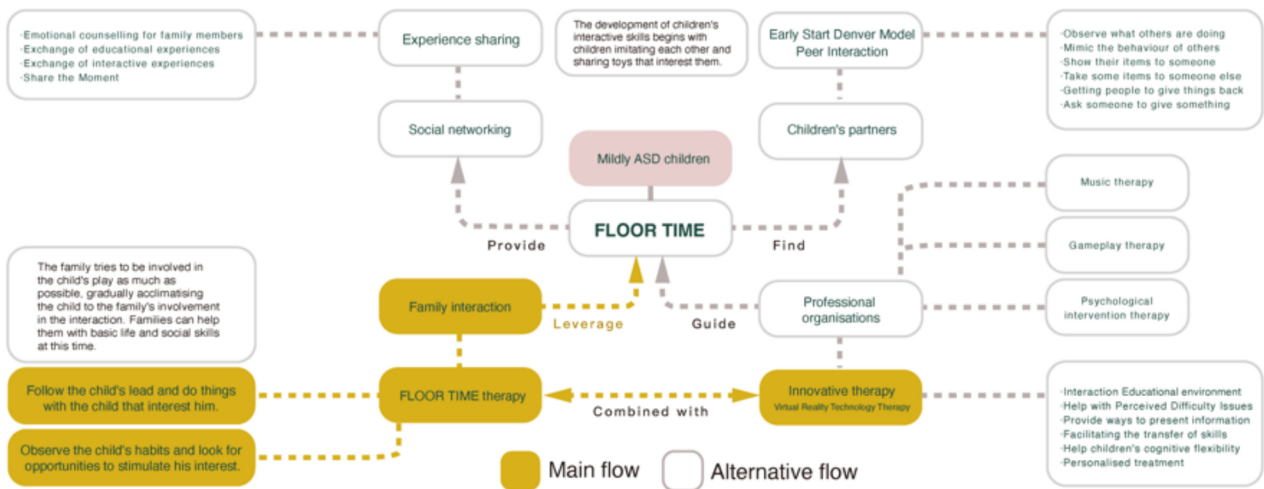 ·Emotional counselling for family members
·Exchange of educational experiences
·Exchange of interactive experiences
·Share the Moment
Experience sharing
The development of children's
interactive skills begins with
children imitating each other and
sharing toys that interest them.
Early Start Denver Model
Peer Interaction
·Observe what others are doing
·Mimic the behaviour of others
·Show their items to someone
·Take some items to someone else
·Getting people to give things back
·Ask someone to give something
Social networking
Mildly ASD children
Children's partners
Music therapy
Provide
FLOOR TIME
Find
Gameplay therapy
The family tries to be involved in
the child's play as much as
possible, gradually acclimatising
the child to the family's involvement
in the interaction. Families can help
them with basic life and social skills
at this time.
Family interaction
Leverage
Guide
Professional
organisations
Psychological
intervention therapy
Follow the child's lead and do things
with the child that interest him.
FLOOR TIME therapy
Combined with
Innovative therapy
Virtual Reality Technology Therapy
·Interaction Educational environment
·Help with Perceived Difficulty Issues
·Provide ways to present information
·Facilitating the transfer of skills
·Help children's cognitive flexibility
·Personalised treatment
Observe the child's habits and look for
opportunities to stimulate his interest.
Main flow
Alternative flow